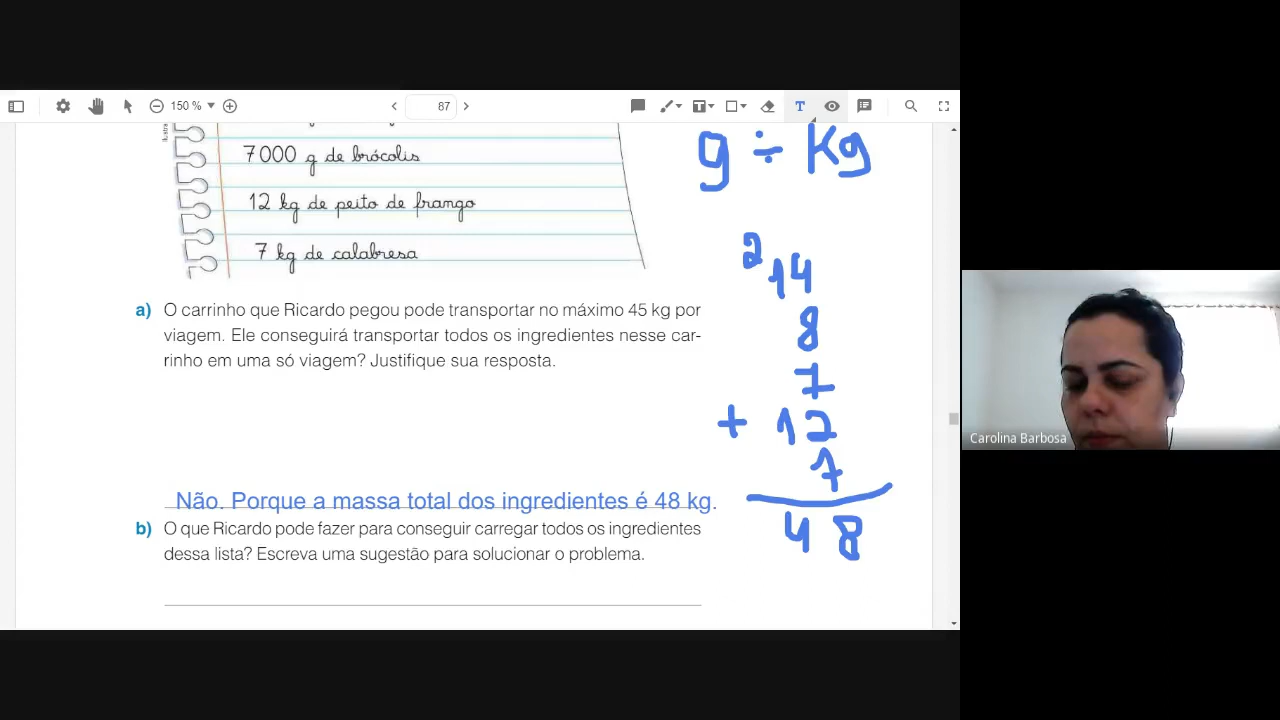 150 %
87
7000 g de brócolis
12 kg de peito de frango
7 kg de calabresa
g ÷ Kg
2
14
8
7
+ 12
7
48
a) O carrinho que Ricardo pegou pode transportar no máximo 45 kg por
viagem. Ele conseguirá transportar todos os ingredientes nesse car-
rinho em uma só viagem? Justifique sua resposta.
Não. Porque a massa total dos ingredientes é 48 kg.
b) O que Ricardo pode fazer para conseguir carregar todos os ingredientes
dessa lista? Escreva uma sugestão para solucionar o problema.
Carolina Barbosa